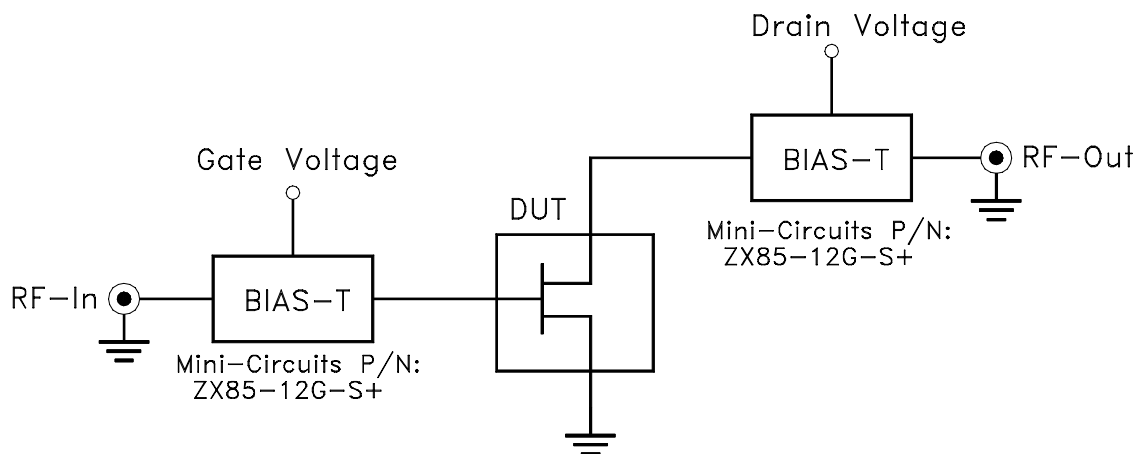 Drain Voltage
BIAS-T
RF-Out
Mini-Circuits P/N:
ZX85-12G-S+
Gate Voltage
DUT
RF-In
BIAS-T
Mini-Circuits P/N:
ZX85-12G-S+